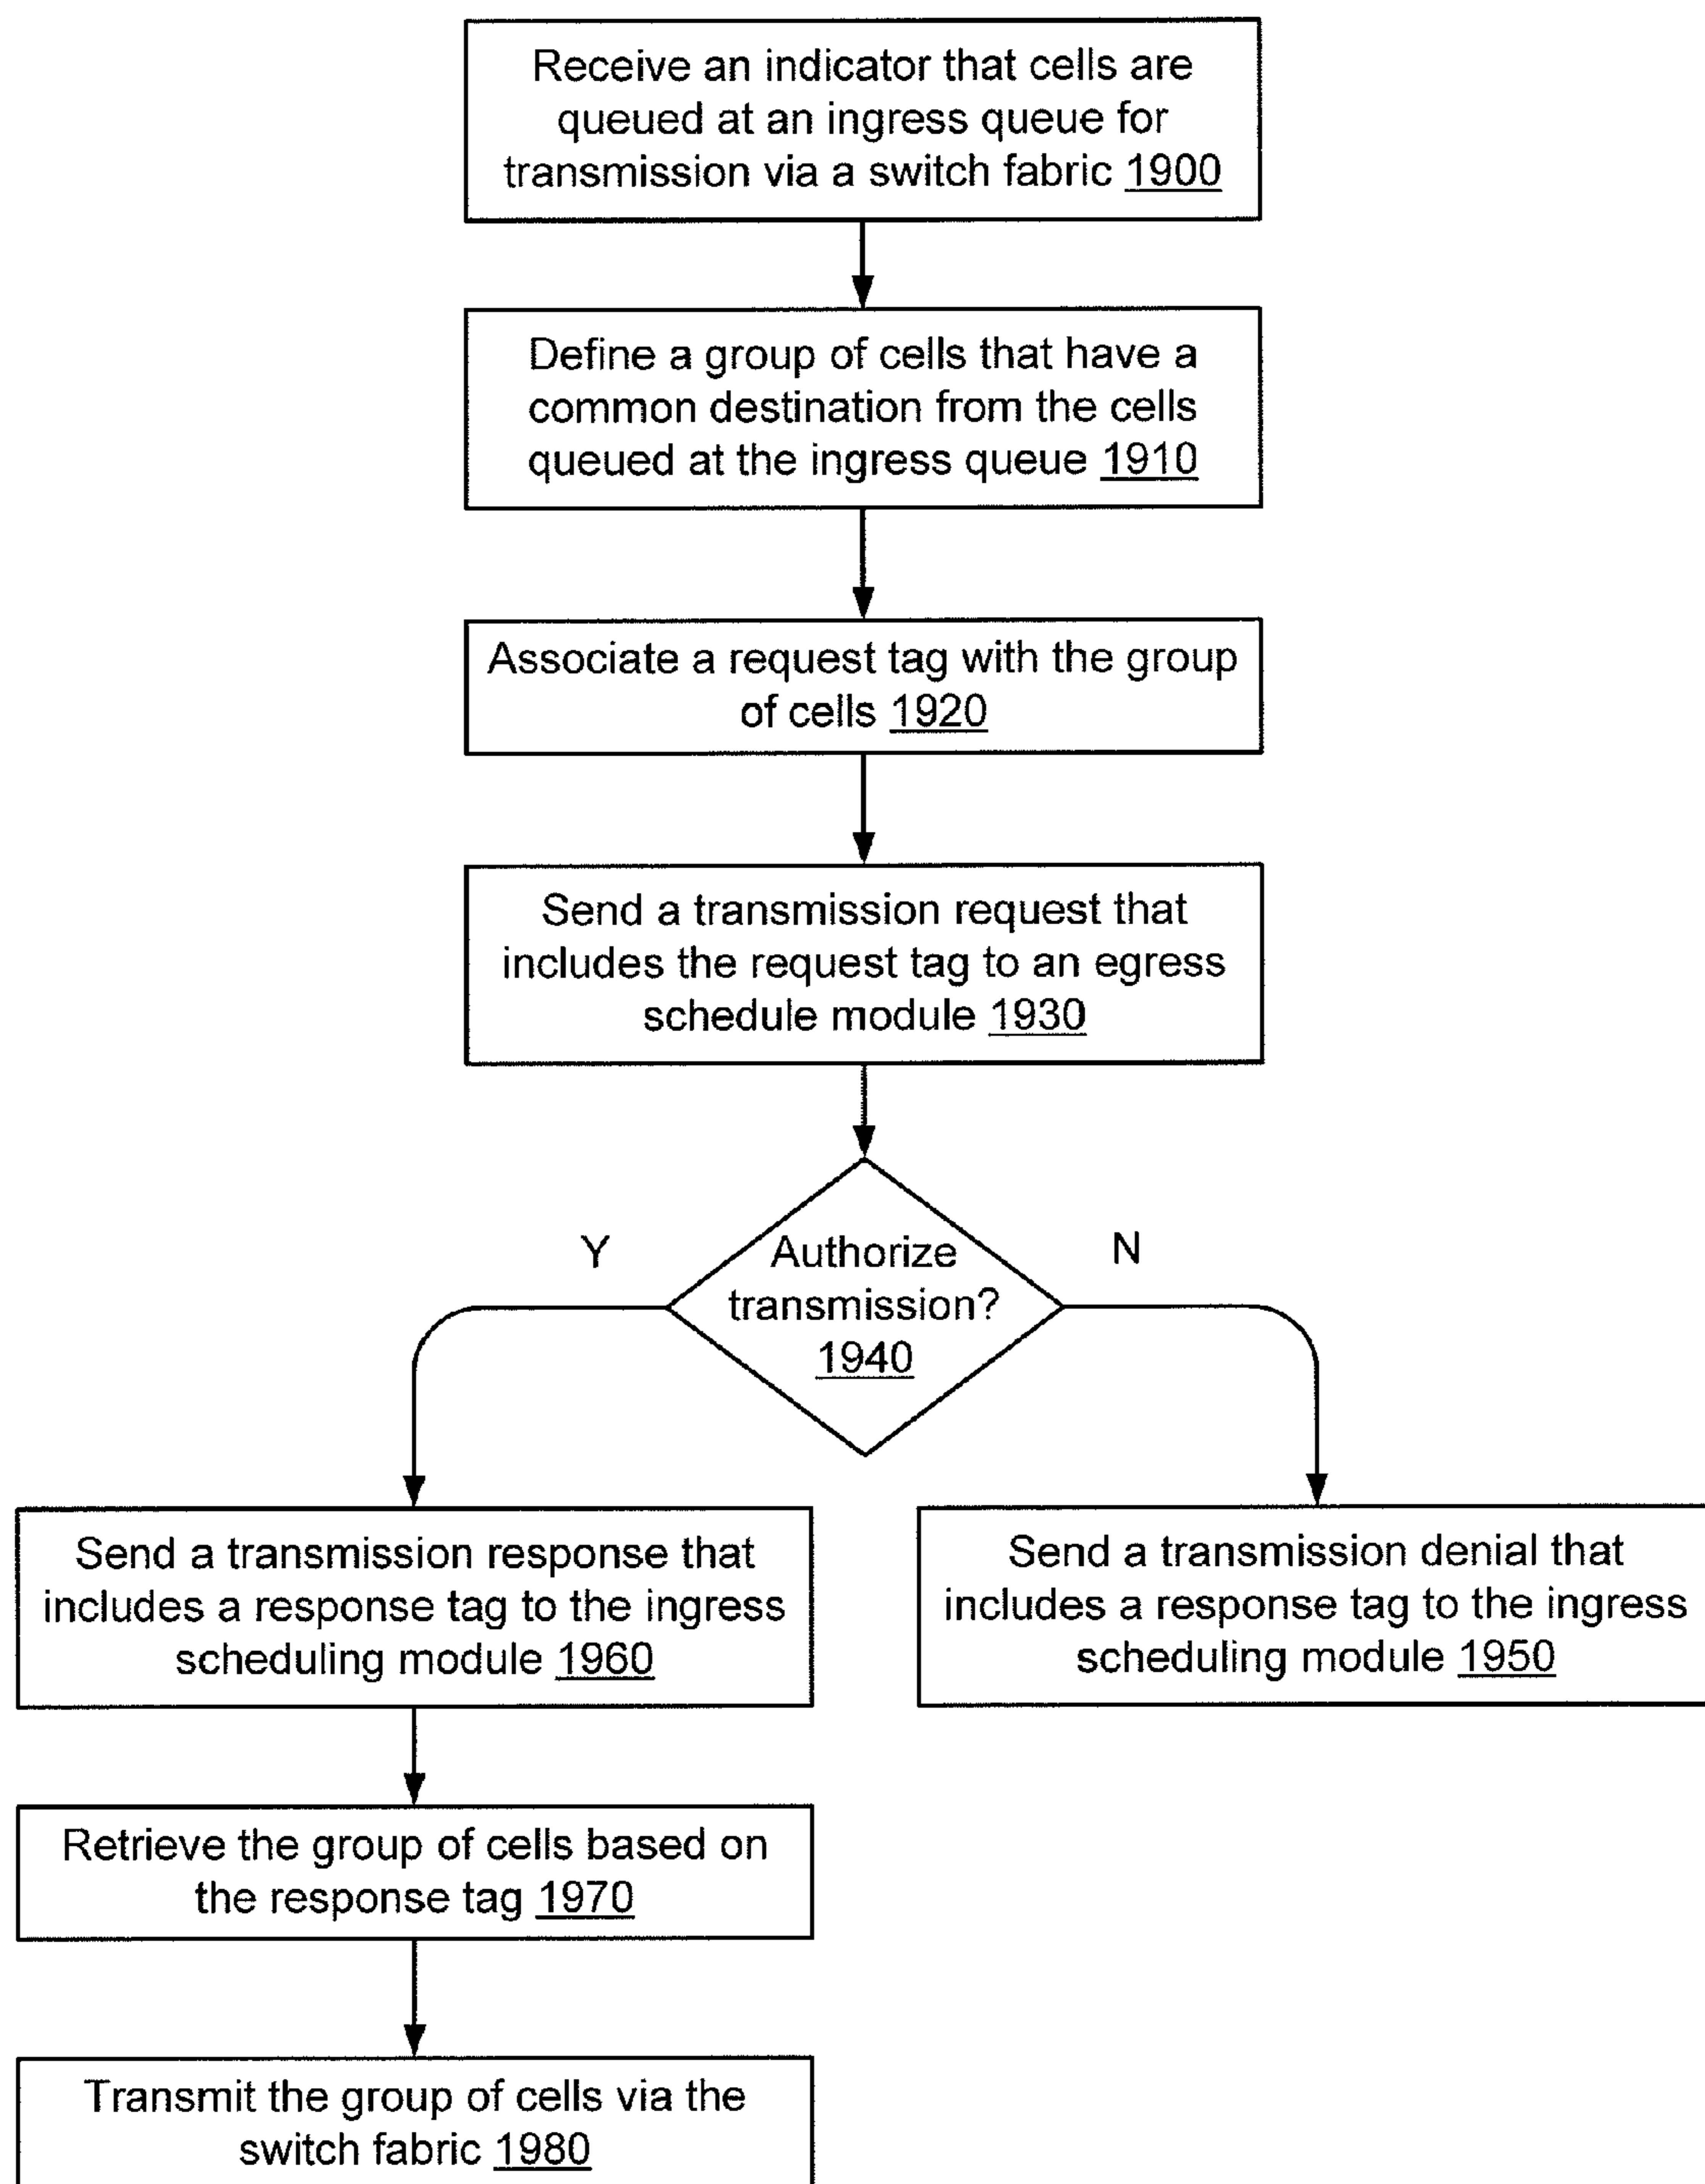 Receive an indicator that cells are
queued at an ingress queue for
transmission via a switch fabric 1900
Define a group of cells that have a
common destination from the cells
queued at the ingress queue 1910
Associate a request tag with the group
of cells 1920
Send a transmission request that
includes the request tag to an egress
schedule module 1930
Y
Authorize
transmission?
1940
N
Send a transmission response that
includes a response tag to the ingress
scheduling module 1960
Send a transmission denial that
includes a response tag to the ingress
scheduling module 1950
Retrieve the group of cells based on
the response tag 1970
Transmit the group of cells via the
switch fabric 1980